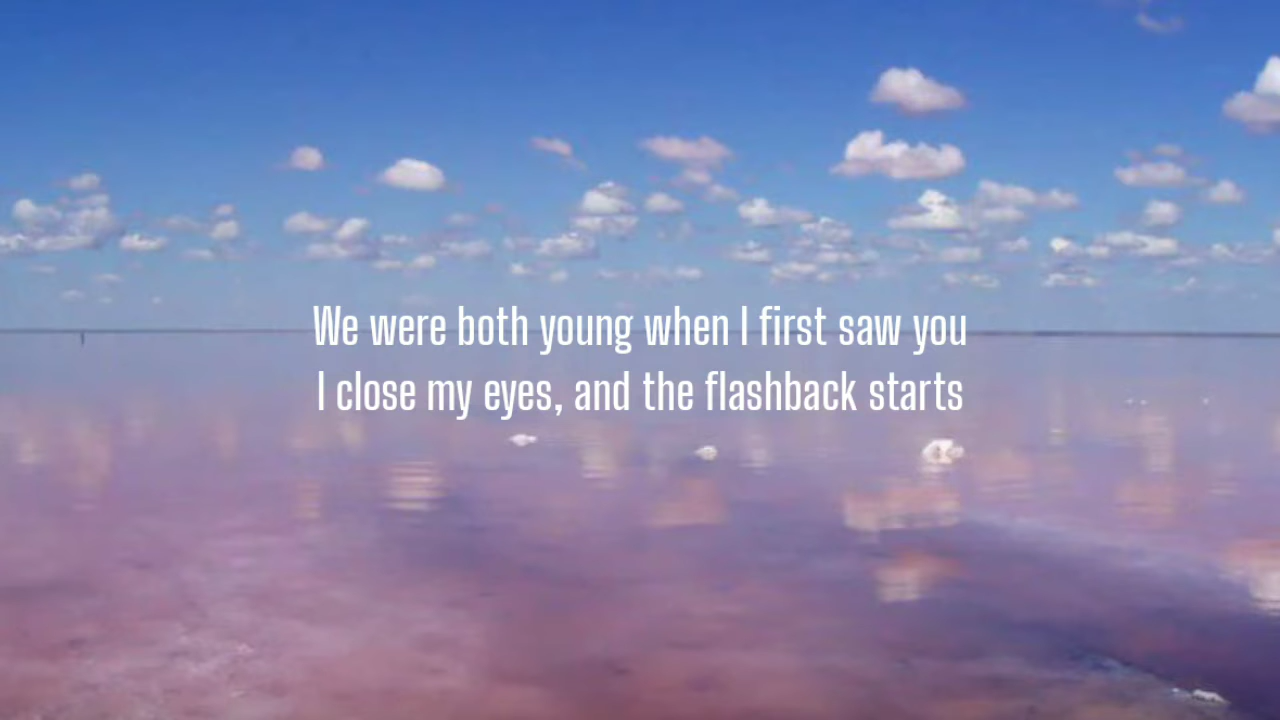 We were both young when I first saw you
I close my eyes, and the flashback starts